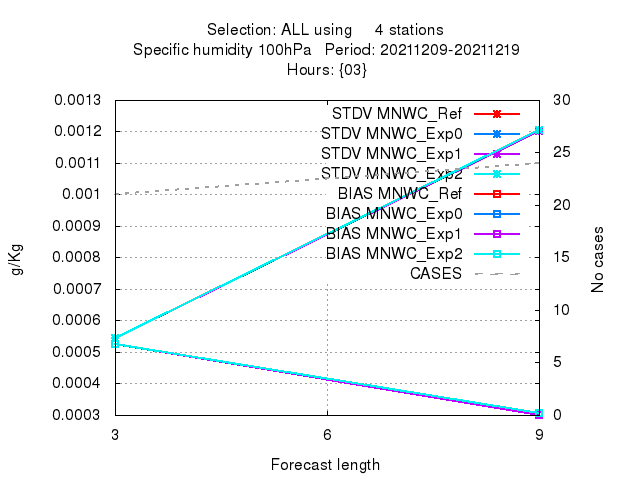 Selection: ALL using 4 stations
Specific humidity 100hPa Period: 20211209-20211219
Hours: {03}
0.0013
0.0012
0.0011
0.001
0.0009
0.0008
0.0007
0.0006
0.0005
0.0004
0.0003
g/Kg
30
25
20
15
10
5
0
No cases
STDV MNWC_Ref
STDV MNWC_Exp0
STDV MNWC_Exp1
STDV MNWC_Exp2
BIAS MNWC_Ref
BIAS MNWC_Exp0
BIAS MNWC_Exp1
BIAS MNWC_Exp2
CASES
3 6 9
Forecast length